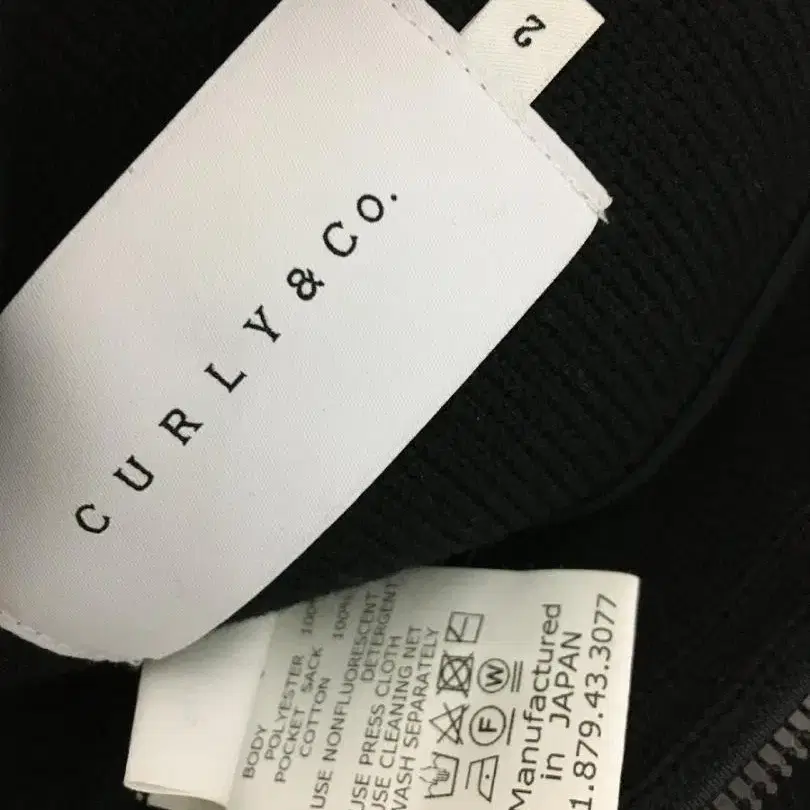 CURLY&Co.
2
BODY
POLYESTER 100%
POCKET SACK
COTTON 100%
USE NONFLUORESCENT
DETERGENT
USE PRESS CLOTH
USE CLEANING NET
WASH SEPARATELY
F W
Manufactured
in JAPAN
1.879.43.3077